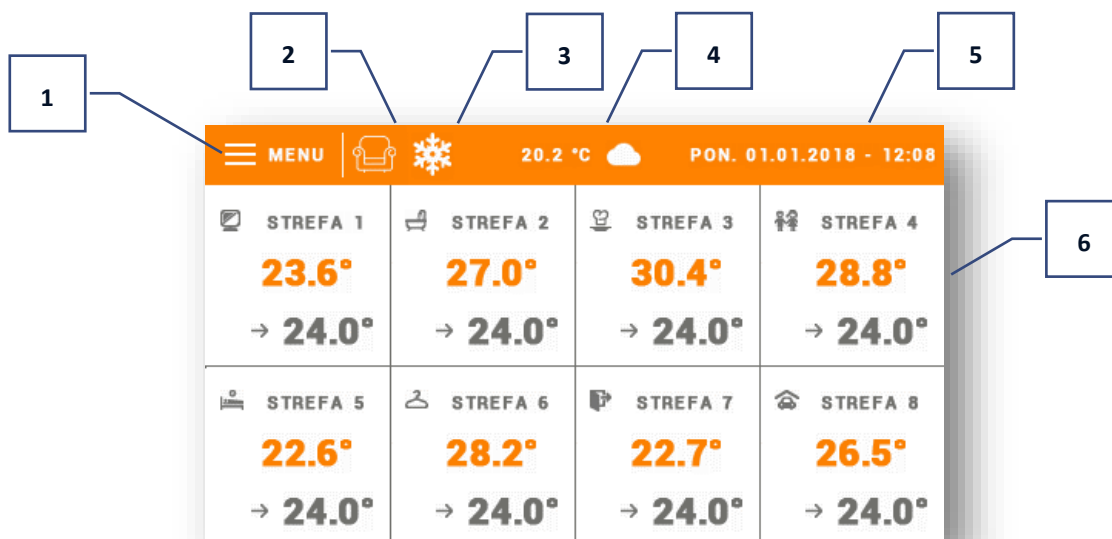 2 3 4 5
1
6
MENU 20.2 °C PON. 01.01.2018 - 12:08
STREFA 1 STREFA 2 STREFA 3 STREFA 4
23.6° 27.0° 30.4° 28.8°
→ 24.0° → 24.0° → 24.0° → 24.0°
STREFA 5 STREFA 6 STREFA 7 STREFA 8
22.6° 28.2° 22.7° 26.5°
→ 24.0° → 24.0° → 24.0° → 24.0°